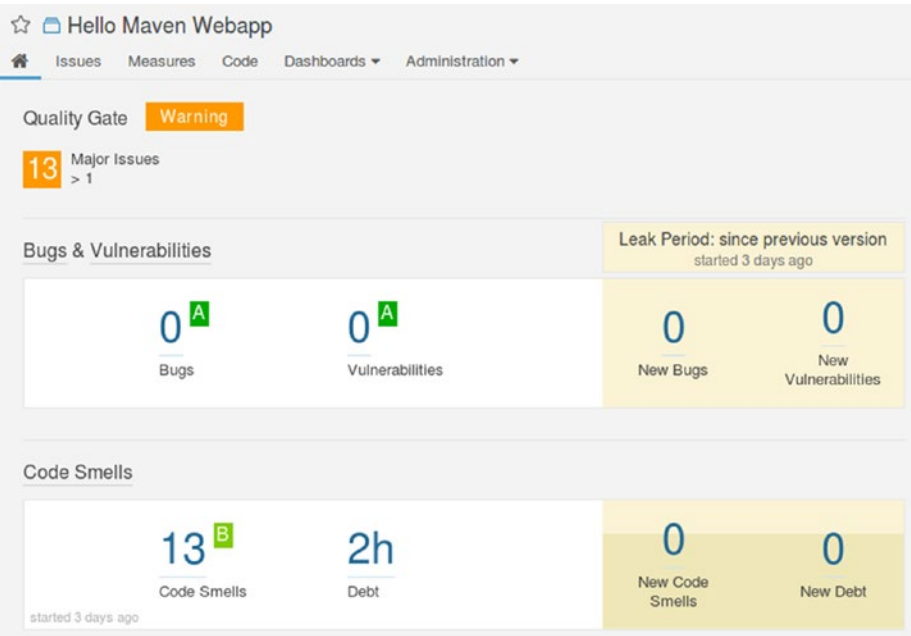 Hello Maven Webapp
Issues Measures Code Dashboards Administration
Quality Gate Warning
13 Major Issues
> 1
Bugs & Vulnerabilities
Leak Period: since previous version
started 3 days ago
0 A
Bugs
0 A
Vulnerabilities
0
New Bugs
0
New
Vulnerabilities
Code Smells
13 B
Code Smells
2h
Debt
started 3 days ago
0
New Code
Smells
0
New Debt